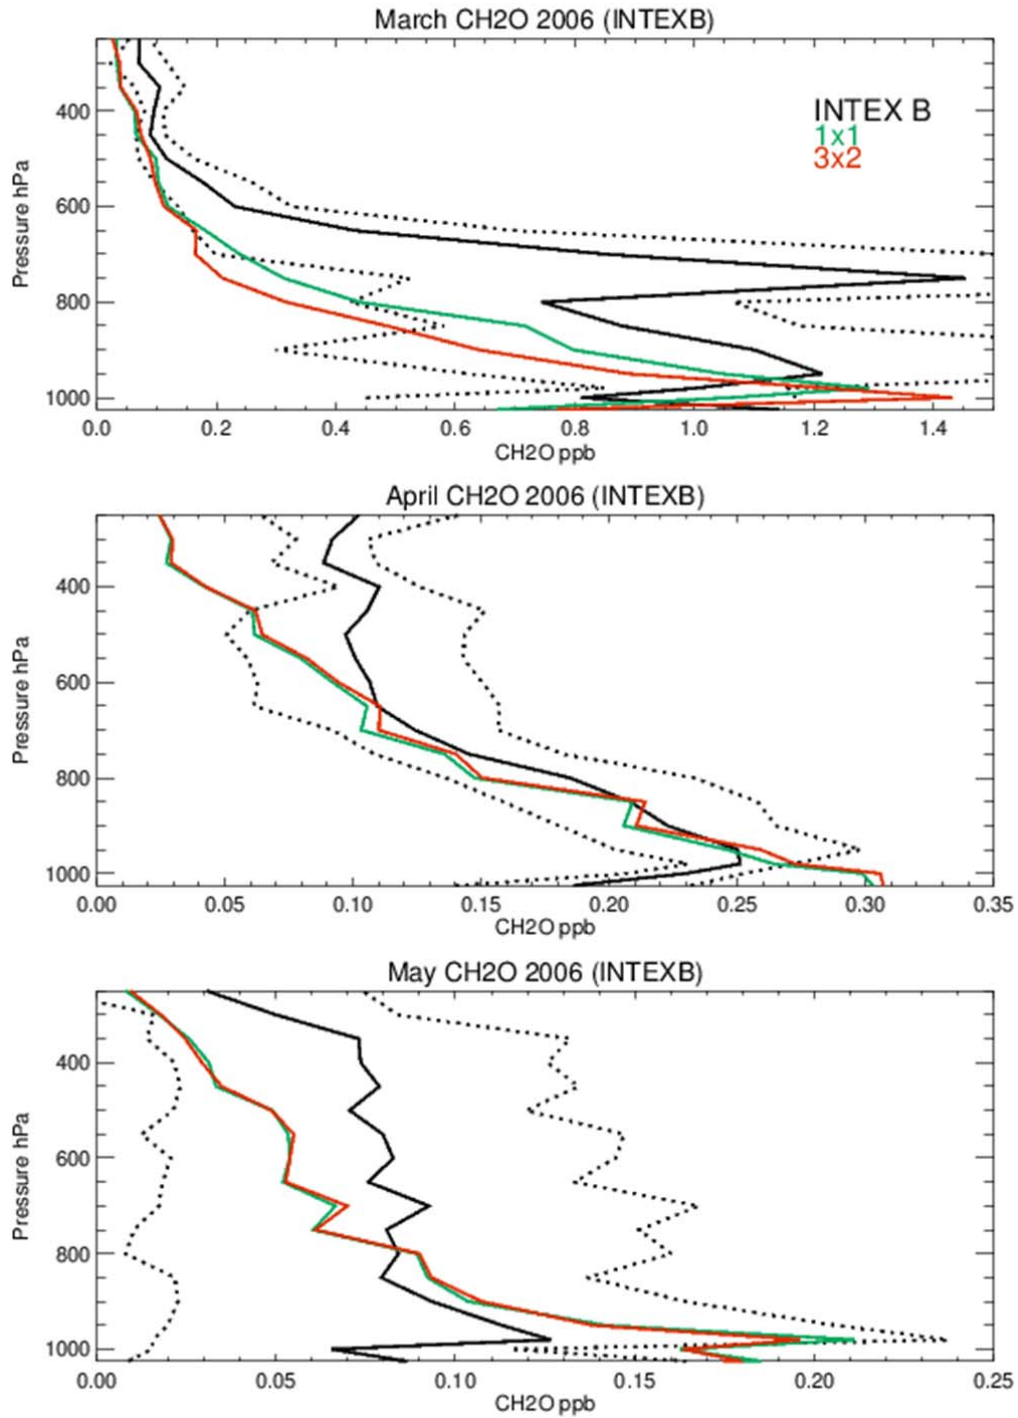 March CH2O 2006 (INTEXB)
Pressure hPa
400
600
800
1000
INTEX B
1x1
3x2
0.0 0.2 0.4 0.6 0.8 1.0 1.2 1.4
CH2O ppb
April CH2O 2006 (INTEXB)
Pressure hPa
400
600
800
1000
0.00 0.05 0.10 0.15 0.20 0.25 0.30 0.35
CH2O ppb
May CH2O 2006 (INTEXB)
Pressure hPa
400
600
800
1000
0.00 0.05 0.10 0.15 0.20 0.25
CH2O ppb